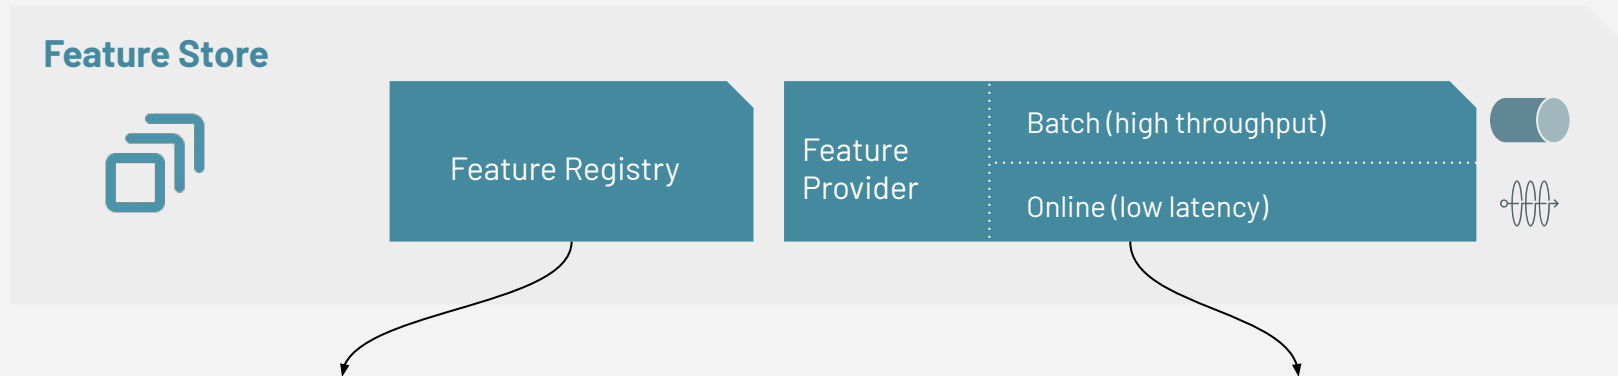 Feature Store
Feature Registry
Feature
Provider
Batch (high throughput)
Online (low latency)